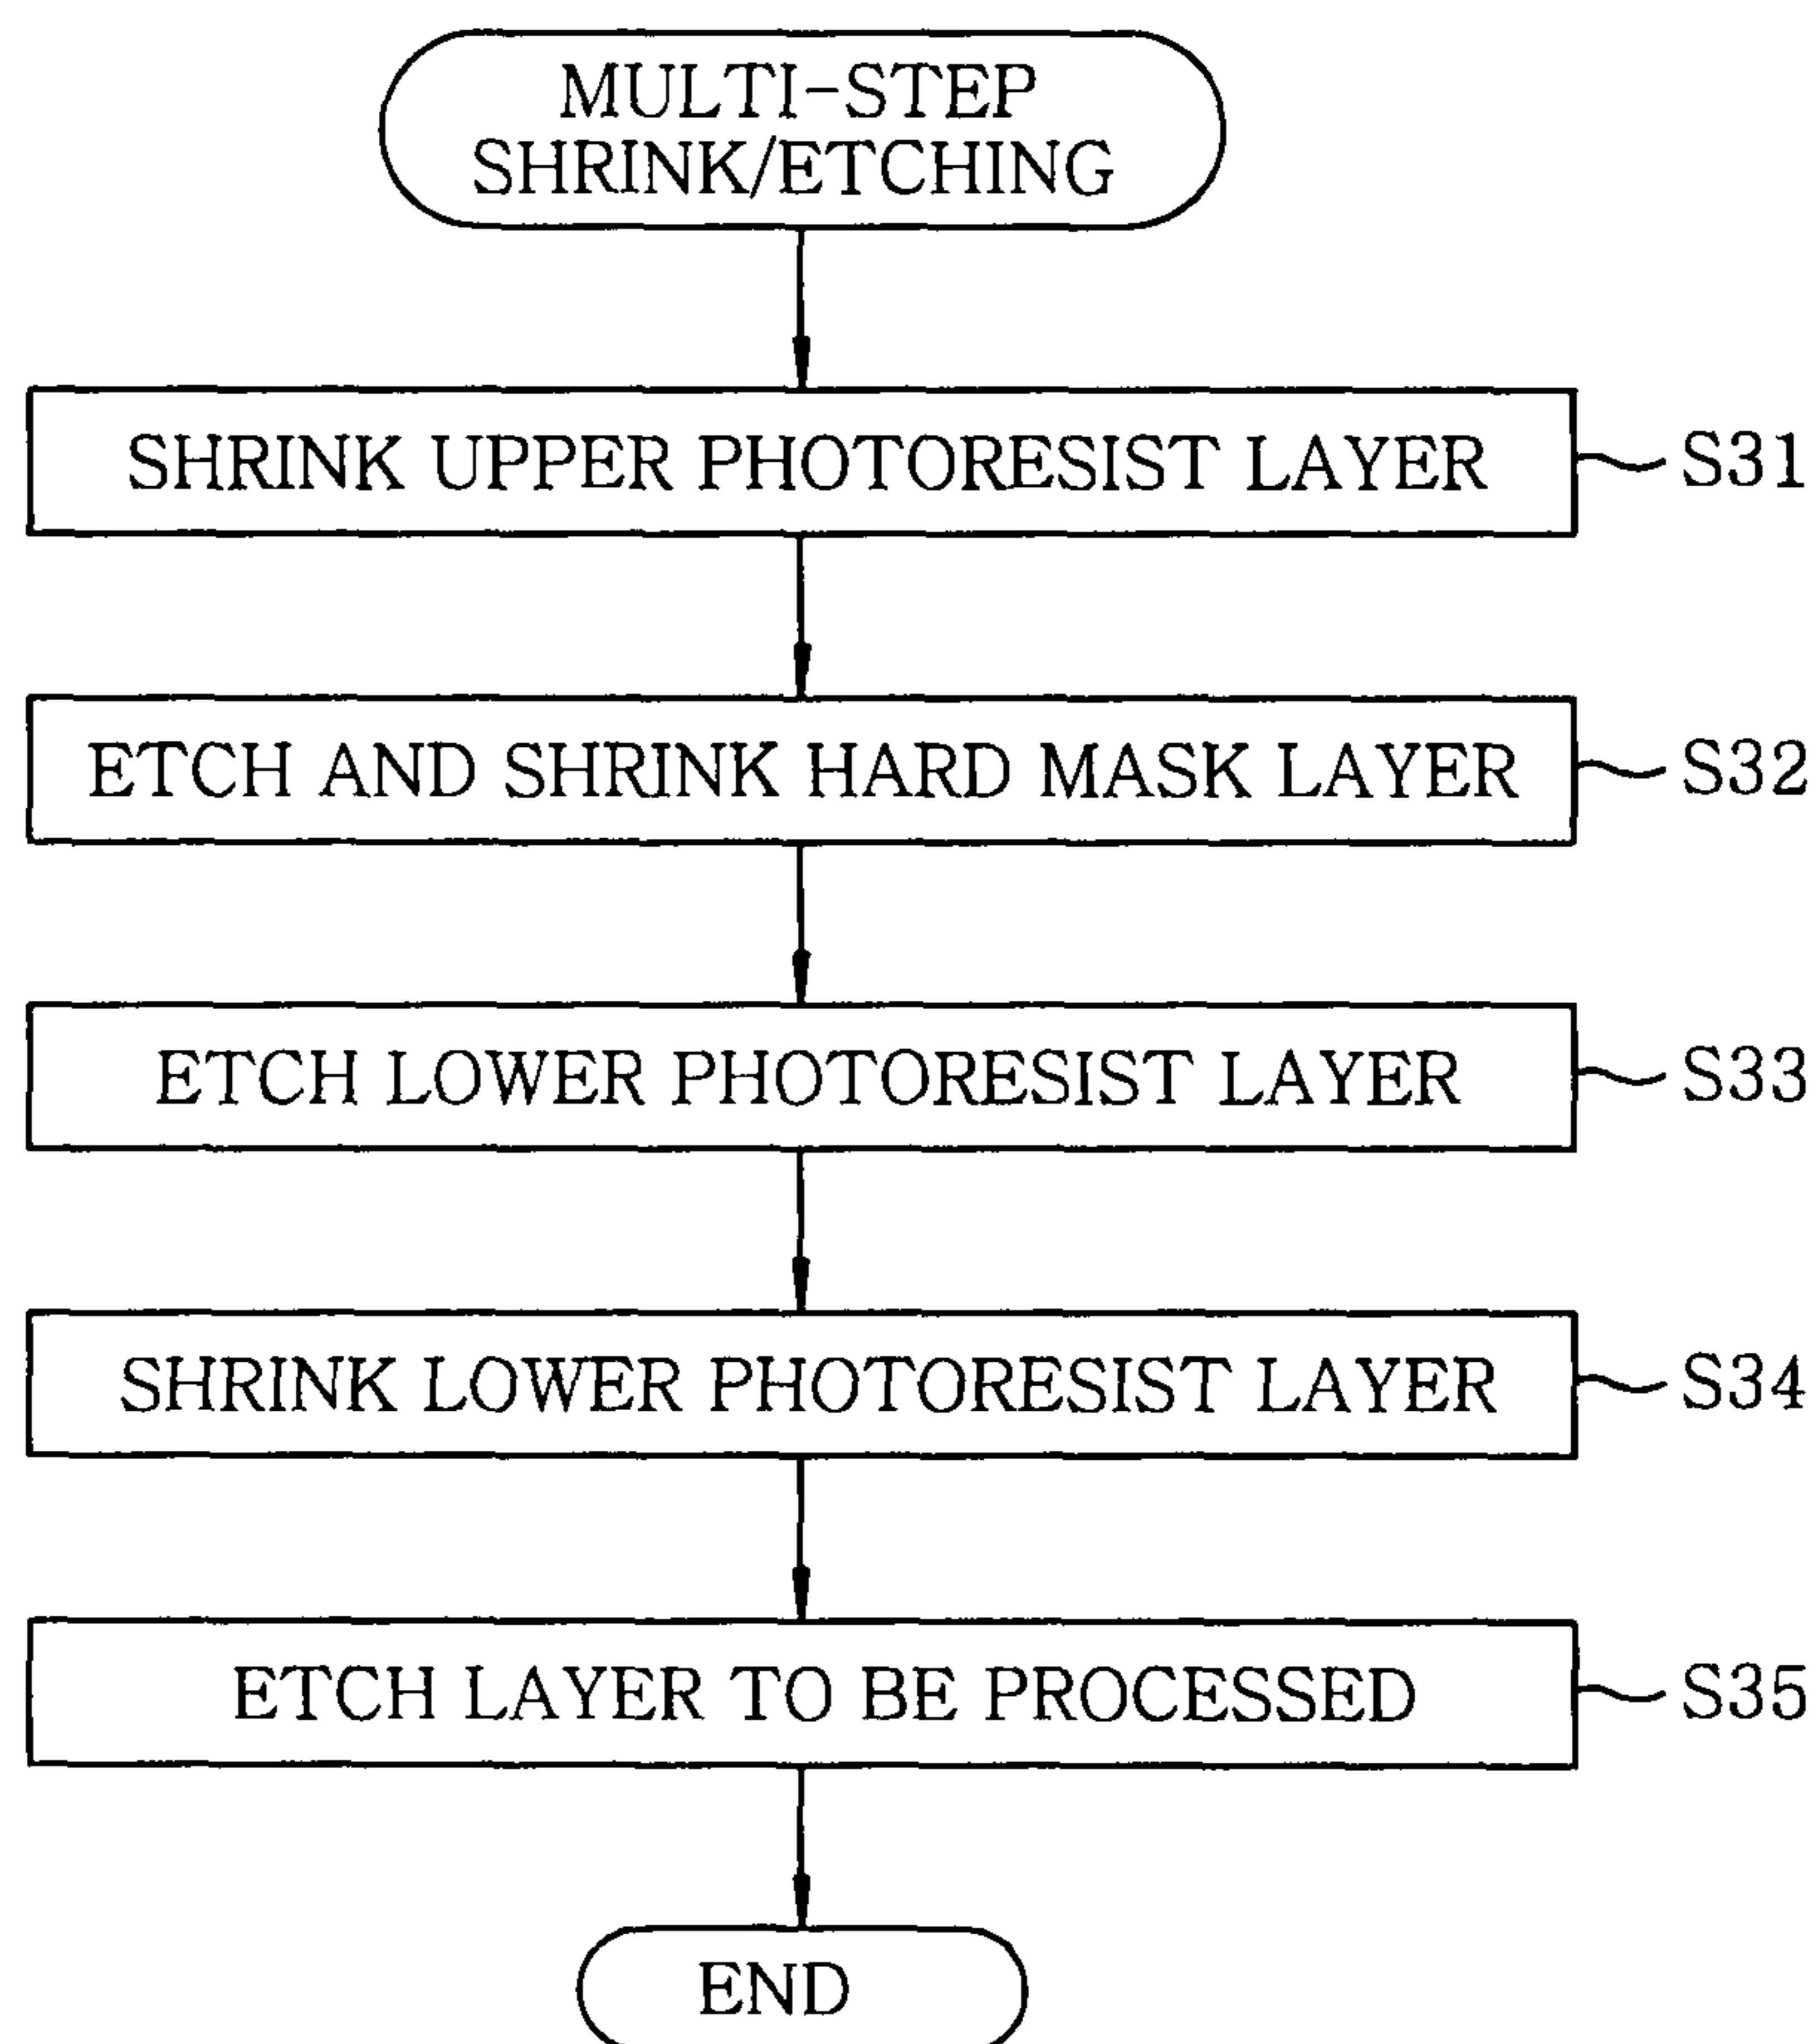 MULTI-STEP
SHRINK/ETCHING
SHRINK UPPER PHOTORESIST LAYER
S31
ETCH AND SHRINK HARD MASK LAYER
S32
ETCH LOWER PHOTORESIST LAYER
S33
SHRINK LOWER PHOTORESIST LAYER
S34
ETCH LAYER TO BE PROCESSED
S35
END